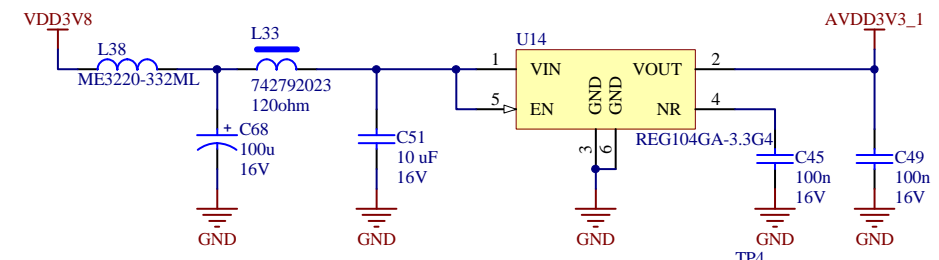 VDD3V8
AVDD3V3_1
L33
L38
U14
ME3220-332ML
742792023
120ohm
1
VIN
VOUT
2
5
EN
GND
GND
NR
4
REG104GA-3.3G4
3
6
+
C68
100u
16V
C51
10 uF
16V
C45
100n
16V
C49
100n
16V
GND
GND
GND
GND
GND
TP4